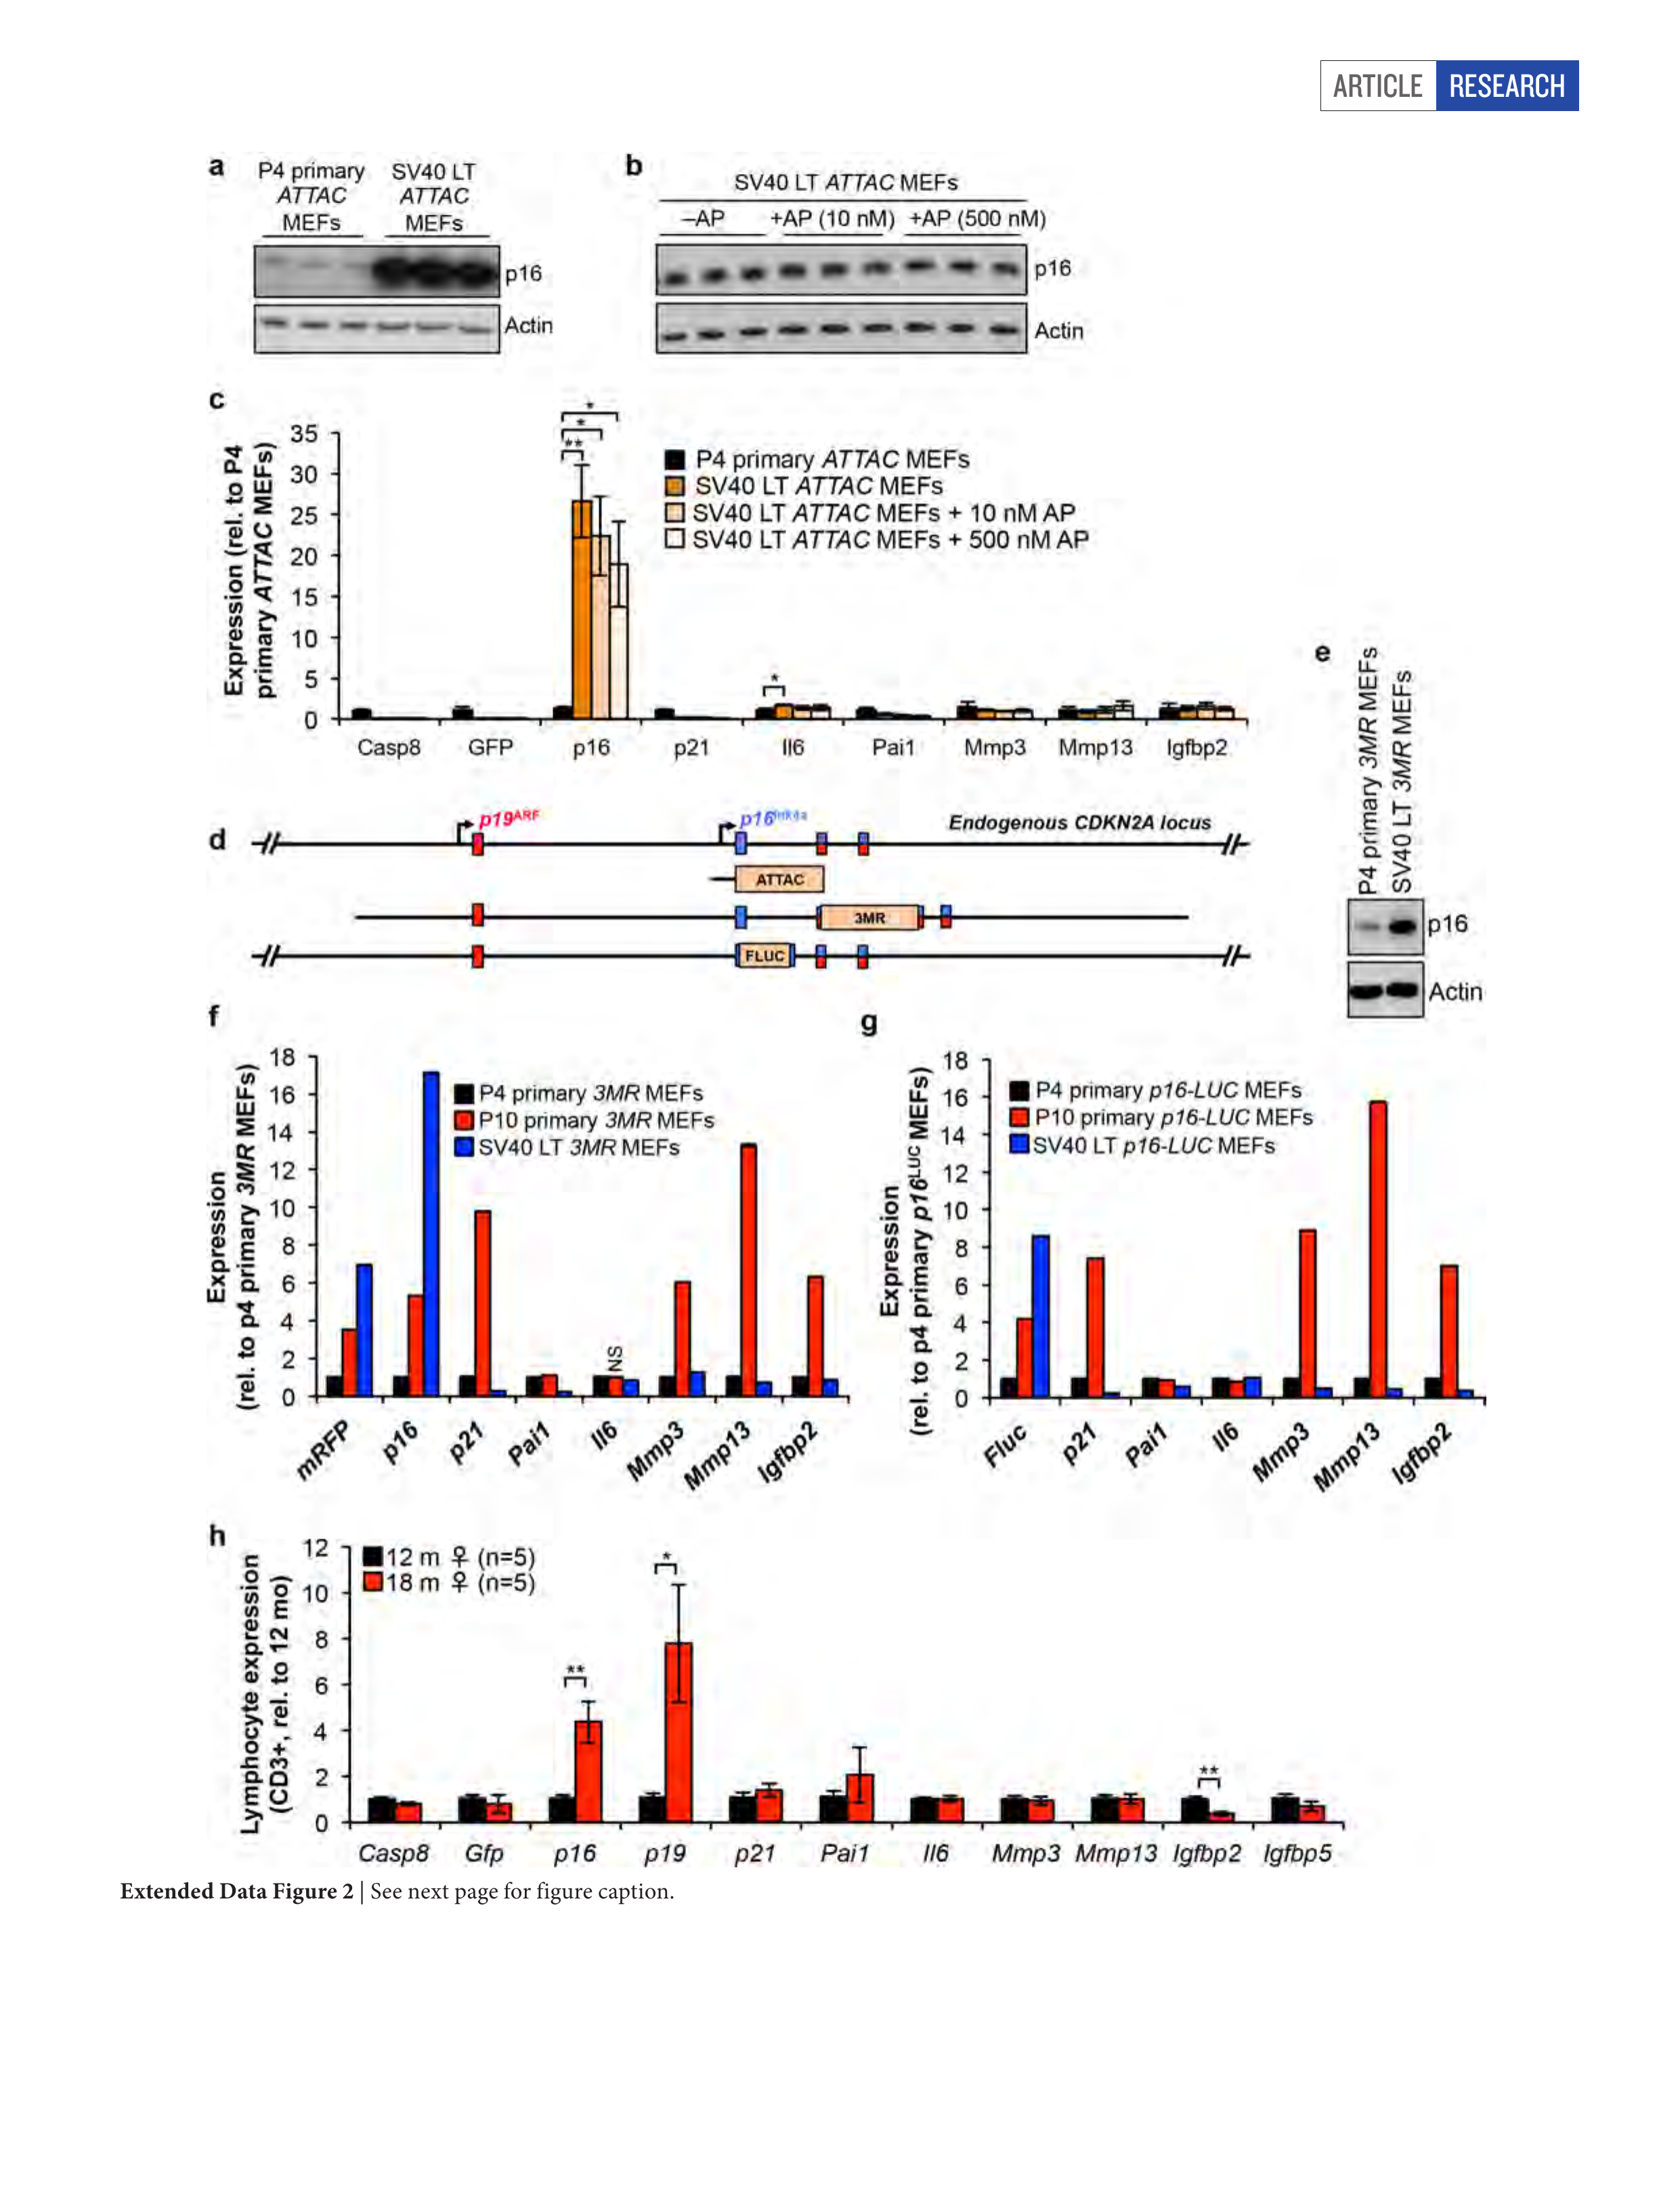 ARTICLE RESEARCH
a
P4 primary
ATTAC
MEFs
SV40 LT
ATTAC
MEFs
p16
Actin
b
SV40 LT ATTAC MEFs
–AP +AP (10 nM) +AP (500 nM)
p16
Actin
c
Expression (rel. to P4
primary ATTAC MEFs)
35
30
25
20
15
10
5
0
*
*
**
*
P4 primary ATTAC MEFs
SV40 LT ATTAC MEFs
SV40 LT ATTAC MEFs + 10 nM AP
SV40 LT ATTAC MEFs + 500 nM AP
Casp8 GFP p16 p21 Il6 Pai1 Mmp3 Mmp13 Igfbp2
d
p19ARF
p16Ink4a
Endogenous CDKN2A locus
ATTAC
3MR
FLUC
e
P4 primary 3MR MEFs
SV40 LT 3MR MEFs
p16
Actin
f
Expression
(rel. to p4 primary 3MR MEFs)
18
16
14
12
10
8
6
4
2
0
P4 primary 3MR MEFs
P10 primary 3MR MEFs
SV40 LT 3MR MEFs
NS
mRFP p16 p21 Pai1 Il6 Mmp3 Mmp13 Igfbp2
g
Expression
(rel. to p4 primary p16LUC MEFs)
18
16
14
12
10
8
6
4
2
0
P4 primary p16-LUC MEFs
P10 primary p16-LUC MEFs
SV40 LT p16-LUC MEFs
Fluc p21 Pai1 Il6 Mmp3 Mmp13 Igfbp2
h
Lymphocyte expression
(CD3+, rel. to 12 mo)
12
10
8
6
4
2
0
12 m ♀ (n=5)
18 m ♀ (n=5)
**
*
**
Casp8 Gfp p16 p19 p21 Pai1 Il6 Mmp3 Mmp13 Igfbp2 Igfbp5
Extended Data Figure 2 | See next page for figure caption.